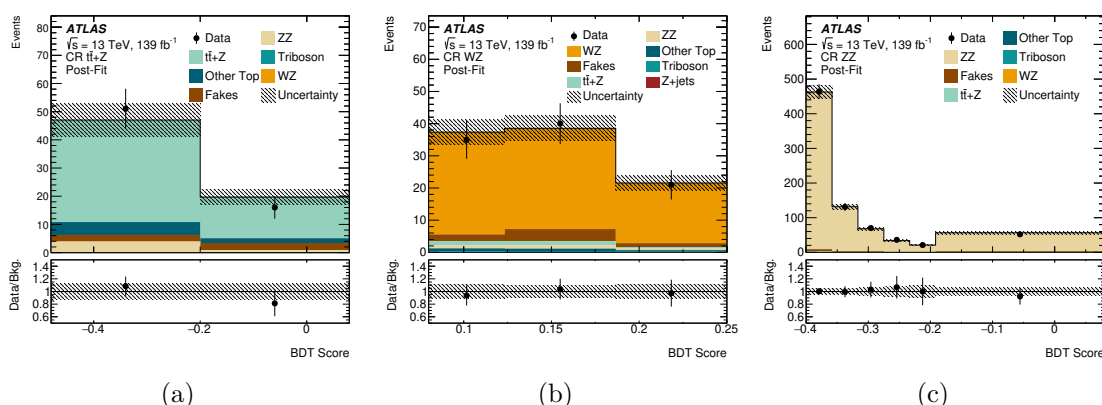 ATLAS
√s = 13 TeV, 139 fb⁻¹
CR tt̄+Z
Post-Fit
Data
tt̄+Z
Other Top
Fakes
ZZ
Triboson
WZ
Uncertainty
Events
80
70
60
50
40
30
20
10
0
Data/Bkg.
1.4
1.2
1
0.8
0.6
−0.4
−0.2
0
BDT Score
(a)
ATLAS
√s = 13 TeV, 139 fb⁻¹
CR WZ
Post-Fit
Data
WZ
Fakes
tt̄+Z
Uncertainty
ZZ
Other Top
Triboson
Z+jets
Events
70
60
50
40
30
20
10
0
Data/Bkg.
1.4
1.2
1
0.8
0.6
0.1
0.15
0.2
0.25
BDT Score
(b)
ATLAS
√s = 13 TeV, 139 fb⁻¹
CR ZZ
Post-Fit
Data
ZZ
Fakes
tt̄+Z
Other Top
Triboson
WZ
Uncertainty
Events
600
500
400
300
200
100
0
Data/Bkg.
1.4
1.2
1
0.8
0.6
−0.4
−0.3
−0.2
−0.1
0
BDT Score
(c)